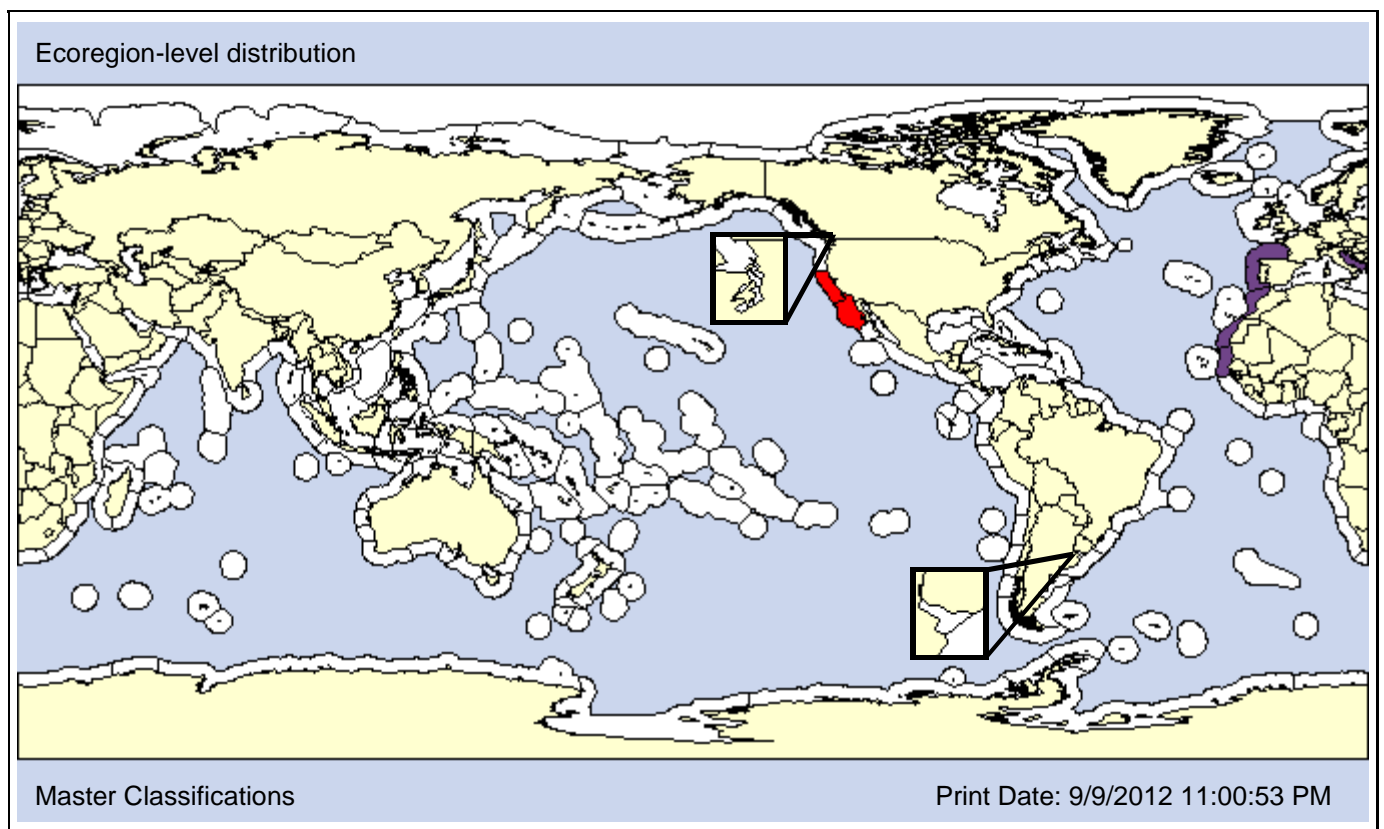 Ecoregion-level distribution
Master Classifications
Print Date: 9/9/2012 11:00:53 PM